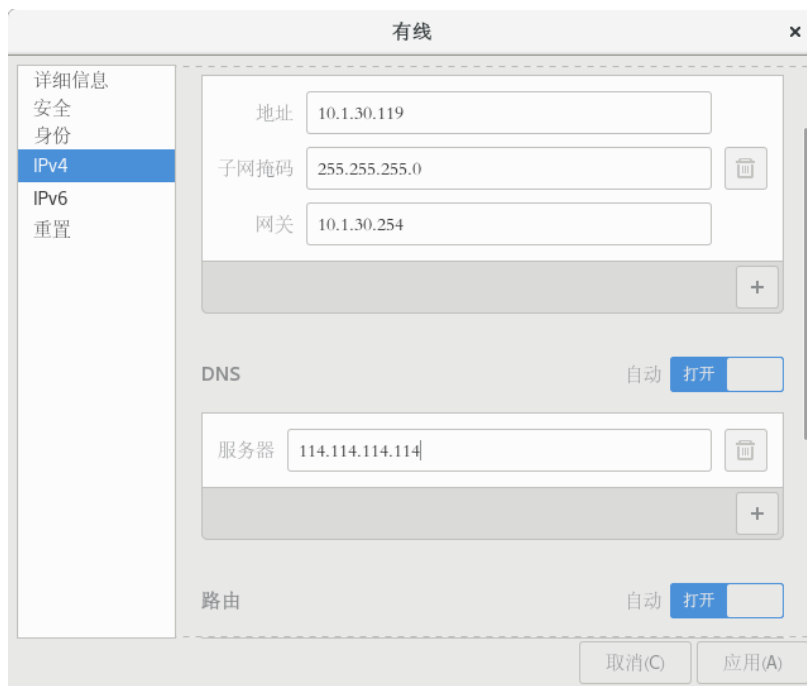 有线 ×
详细信息
安全
身份
IPv4
IPv6
重置
地址 10.1.30.119
子网掩码 255.255.255.0
网关 10.1.30.254
+
DNS 自动 打开
服务器 114.114.114.114
+
路由 自动 打开
取消(C) 应用(A)